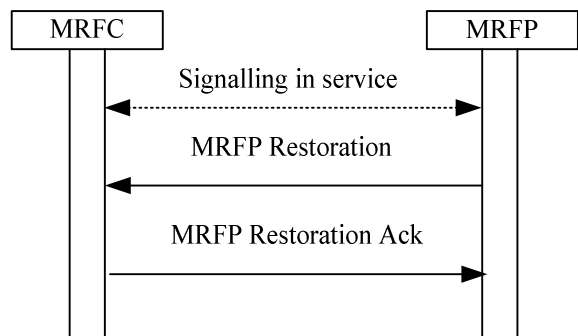 MRFC
MRFP
Signalling in service
MRFP Restoration
MRFP Restoration Ack